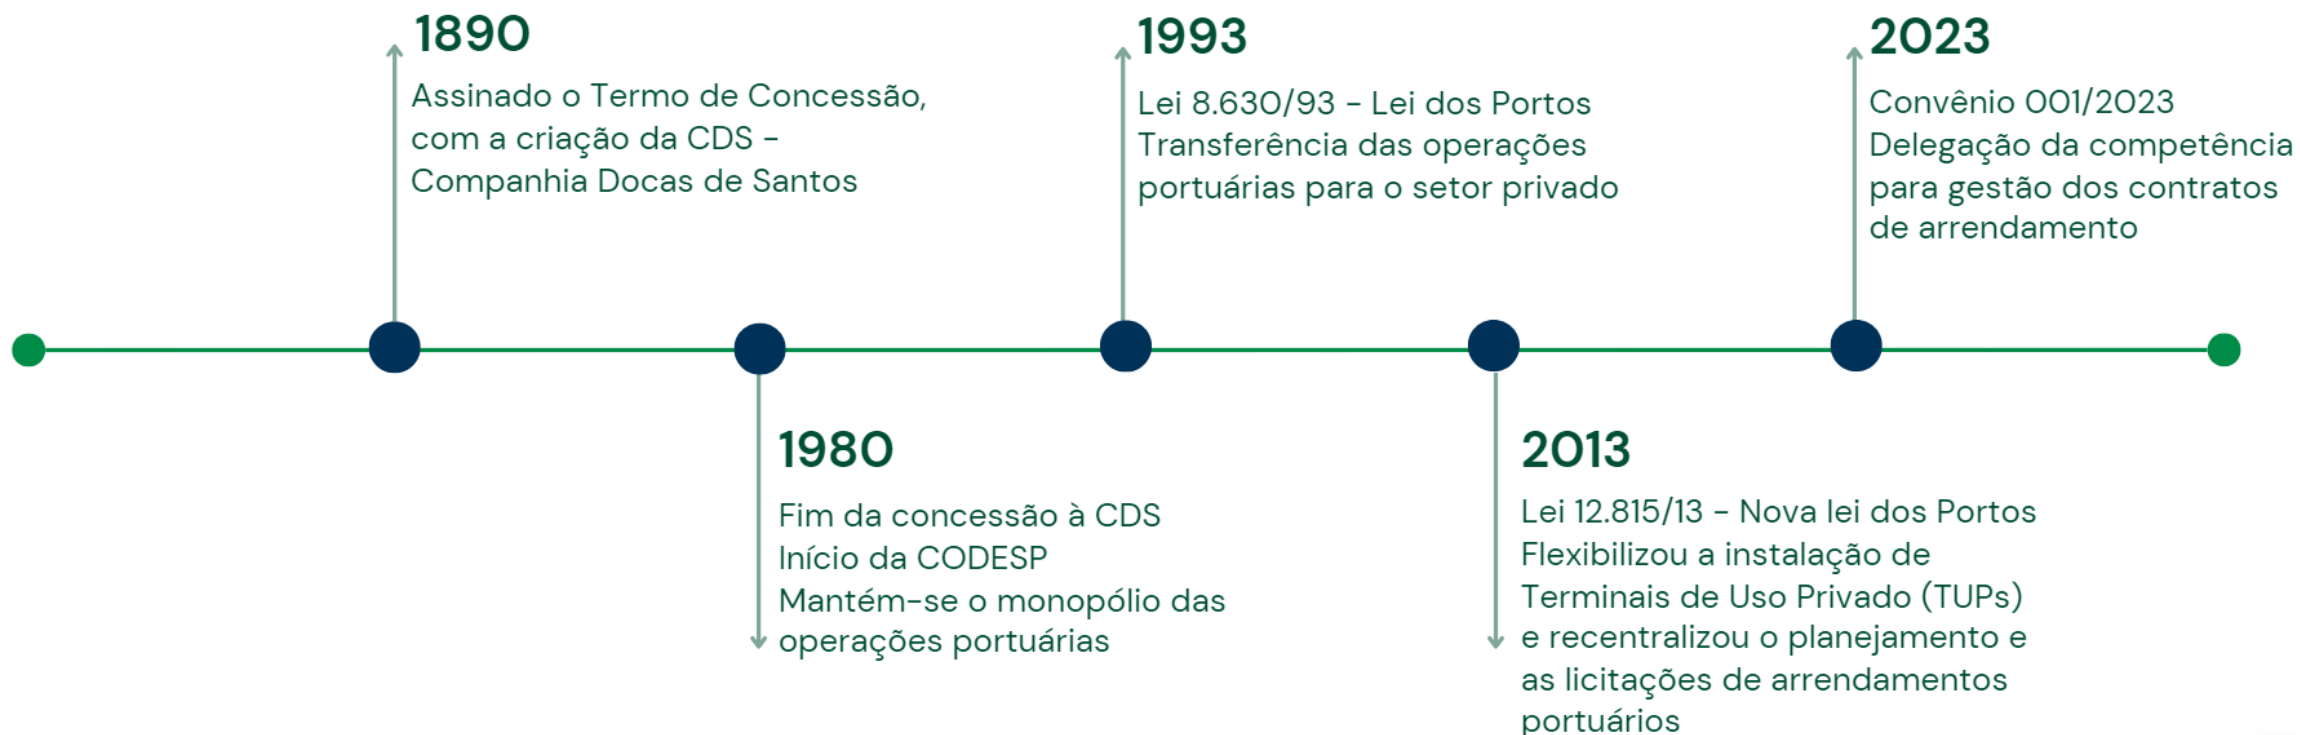 1890
Assinado o Termo de Concessão,
com a criação da CDS -
Companhia Docas de Santos
1980
Fim da concessão à CDS
Início da CODESP
Mantém-se o monopólio das
operações portuárias
1993
Lei 8.630/93 - Lei dos Portos
Transferência das operações
portuárias para o setor privado
2013
Lei 12.815/13 - Nova lei dos Portos
Flexibilizou a instalação de
Terminais de Uso Privado (TUPs)
e recentralizou o planejamento e
as licitações de arrendamentos
portuários
2023
Convênio 001/2023
Delegação da competência
para gestão dos contratos
de arrendamento